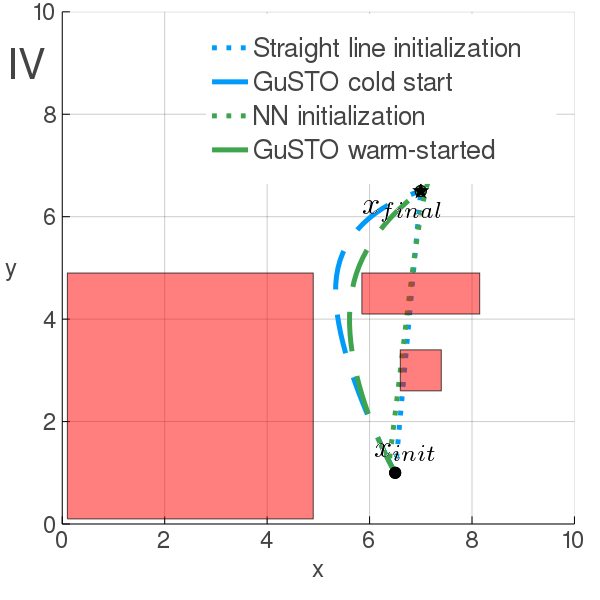 10
IV
Straight line initialization
GuSTO cold start
8
NN initialization
GuSTO warm-started
x_final
6
y
4
2
x_init
0
0 2 4 6 8 10
x